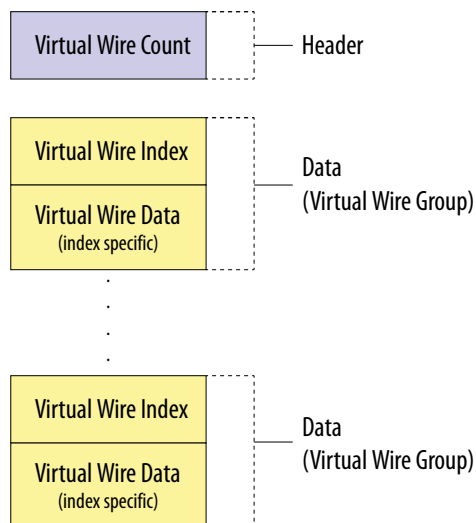 Virtual Wire Count
Header
Virtual Wire Index
Virtual Wire Data
(index specific)
Data
(Virtual Wire Group)
Virtual Wire Index
Virtual Wire Data
(index specific)
Data
(Virtual Wire Group)